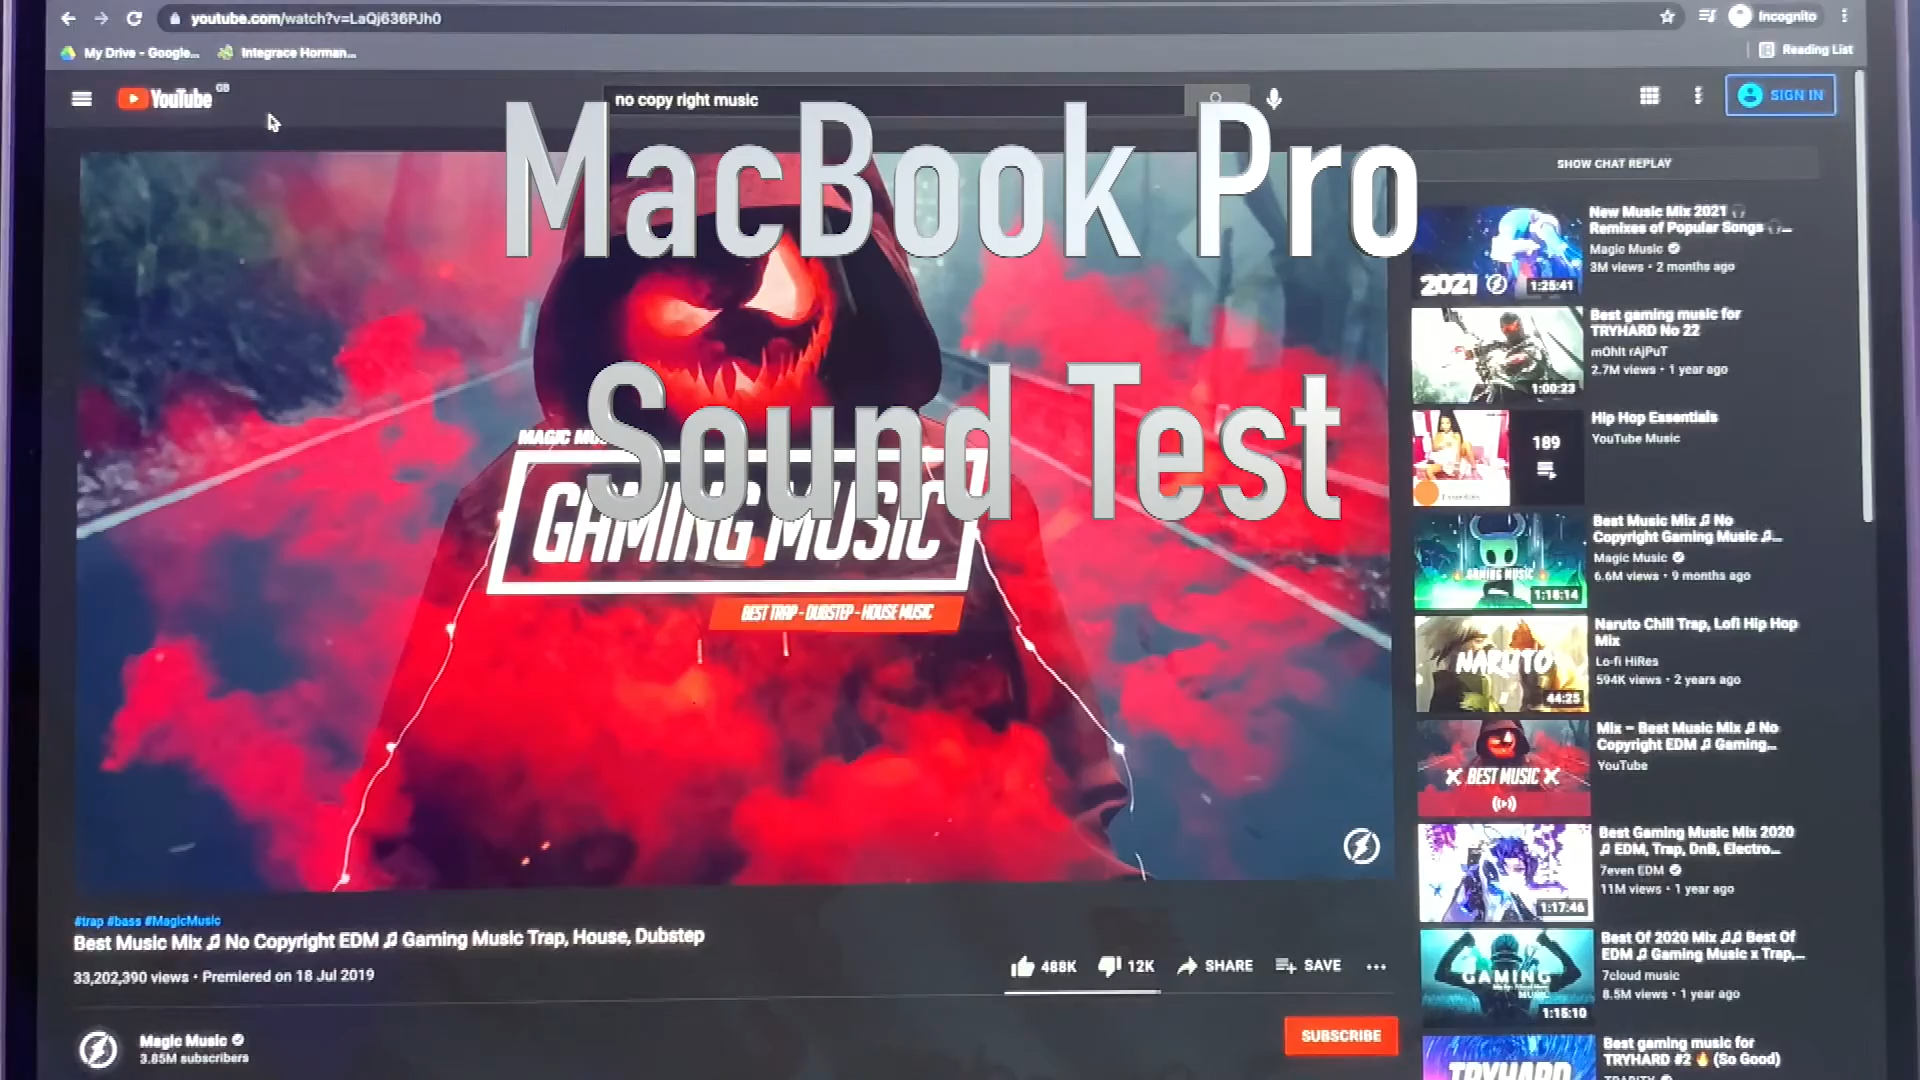 youtube.com/watch?v=LaQj636PJh0
Incognito
My Drive - Google...
Integrace Horman...
Reading List
YouTube GB
no copy right music
SIGN IN
MacBook Pro
Sound Test
MAGIC MU
GAMING MUSIC
BEST TRAP - DUBSTEP - HOUSE MUSIC
#trap #bass #MagicMusic
Best Music Mix ♫ No Copyright EDM ♫ Gaming Music Trap, House, Dubstep
33,202,390 views • Premiered on 18 Jul 2019
488K
12K
SHARE
SAVE
Magic Music
3.85M subscribers
SUBSCRIBE
SHOW CHAT REPLAY
2021
1:25:41
New Music Mix 2021 🎧
Remixes of Popular Songs 🎧...
Magic Music
3M views • 2 months ago
1:00:23
Best gaming music for
TRYHARD No 22
mOhIt rAjPuT
2.7M views • 1 year ago
189
Hip Hop Essentials
YouTube Music
GAMING MUSIC
1:18:14
Best Music Mix ♫ No
Copyright Gaming Music ♫...
Magic Music
6.6M views • 9 months ago
NARUTO
44:25
Naruto Chill Trap, Lofi Hip Hop
Mix
Lo-fi HiRes
594K views • 2 years ago
BEST MUSIC
Mix – Best Music Mix ♫ No
Copyright EDM ♫ Gaming...
YouTube
1:17:46
Best Gaming Music Mix 2020
♫ EDM, Trap, DnB, Electro...
7even EDM
11M views • 1 year ago
GAMING
MUSIC
1:15:10
Best Of 2020 Mix ♫♫ Best Of
EDM ♫ Gaming Music x Trap,...
7cloud music
8.5M views • 1 year ago
TRYHARD
Best gaming music for
TRYHARD #2 🔥 (So Good)